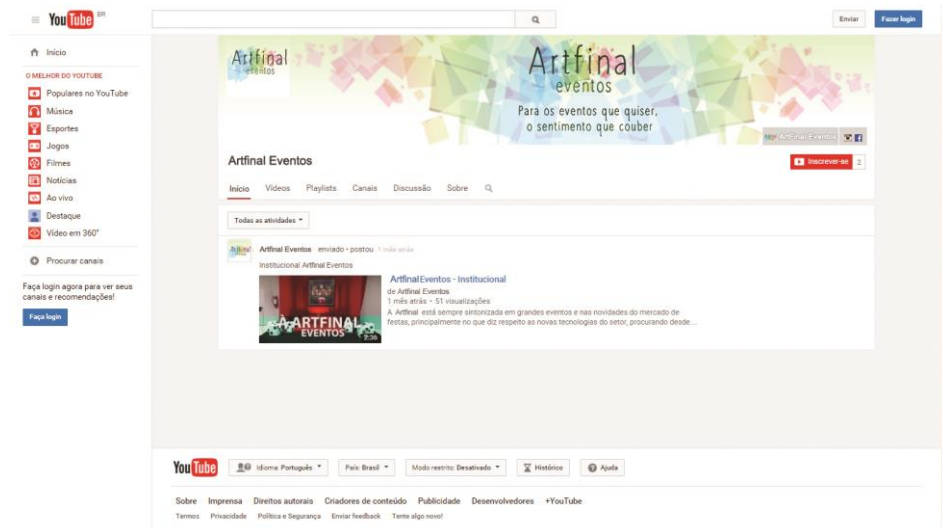 YouTube BR
Enviar
Fazer login
Início
O MELHOR DO YOUTUBE
Populares no YouTube
Música
Esportes
Jogos
Filmes
Notícias
Ao vivo
Destaque
Vídeo em 360°
Procurar canais
Faça login agora para ver seus
canais e recomendações!
Faça login
Artfinal
eventos
Artfinal
eventos
Para os eventos que quiser,
o sentimento que couber
ArtFinal Eventos
Artfinal Eventos
Inscrever-se 2
Início Vídeos Playlists Canais Discussão Sobre
Todas as atividades
Artfinal Eventos enviado • postou 1 mês atrás
Institucional Artfinal Eventos
À ARTFINAL
EVENTOS
2:36
Artfinal Eventos - Institucional
de Artfinal Eventos
1 mês atrás • 51 visualizações
A Artfinal está sempre sintonizada em grandes eventos e nas novidades do mercado de
festas, principalmente no que diz respeito as novas tecnologias do setor, procurando desde ...
YouTube
Idioma: Português
País: Brasil
Modo restrito: Desativado
Histórico
Ajuda
Sobre Imprensa Direitos autorais Criadores de conteúdo Publicidade Desenvolvedores +YouTube
Termos Privacidade Política e Segurança Enviar feedback Tente algo novo!